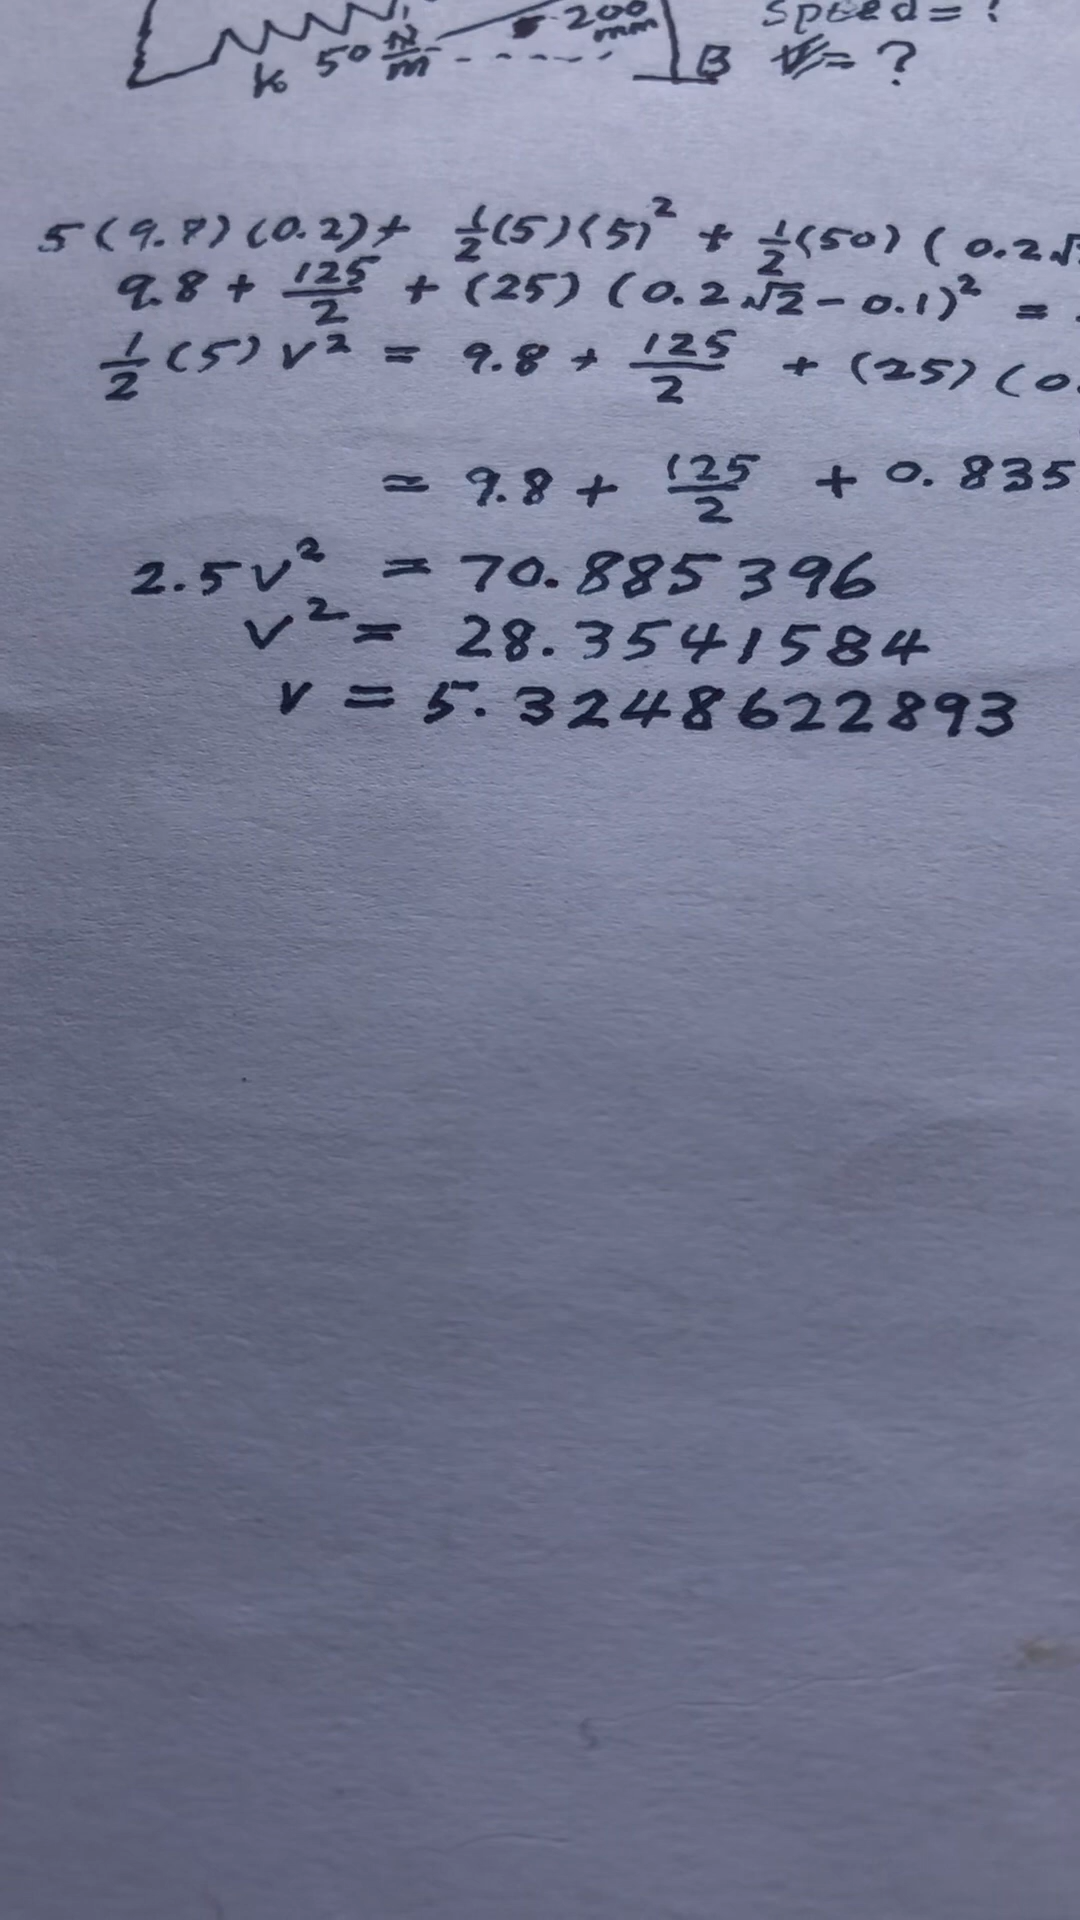 speed = ?
200 mm
k 50 N/m B = ?
5(9.8)(0.2)+ 1/2(5)(5)² + 1/2(50)(0.2√
9.8 + 125/2 + (25)(0.2√2 - 0.1)² =
1/2(5)v² = 9.8 + 125/2 + (25)(0.
= 9.8 + 125/2 + 0.835
2.5v² = 70.885396
v² = 28.3541584
v = 5.3248622893